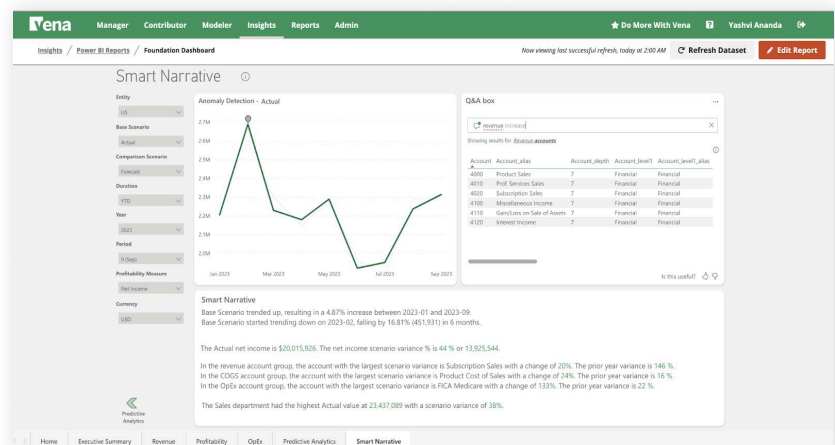 Vena Manager Contributor Modeler Insights Reports Admin ★ Do More With Vena ? Yashvi Ananda
Insights / Power BI Reports / Foundation Dashboard Now viewing last successful refresh, today at 2:00 AM Refresh Dataset Edit Report
Smart Narrative
Entity
US
Base Scenario
Actual
Comparison Scenario
Forecast
Duration
YTD
Year
2023
Period
9 (Sep)
Profitability Measure
Net income
Currency
USD
Predictive
Analytics
Anomaly Detection - Actual
2.7M
2.6M
2.5M
2.4M
2.3M
2.2M
2.1M
2.0M
Jan 2023 Mar 2023 May 2023 Jul 2023 Sep 2023
Q&A box
revenue increase
Showing results for Revenue accounts
Account Account_alias Account_depth Account_level1 Account_level1_alias
4000 Product Sales 7 Financial Financial
4010 Prof. Services Sales 7 Financial Financial
4020 Subscription Sales 7 Financial Financial
4100 Miscellaneous Income 7 Financial Financial
4110 Gain/Loss on Sale of Assets 7 Financial Financial
4120 Interest Income 7 Financial Financial
Is this useful?
Smart Narrative
Base Scenario trended up, resulting in a 4.87% increase between 2023-01 and 2023-09.
Base Scenario started trending down on 2023-02, falling by 16.81% (451,931) in 6 months.
The Actual net income is $20,015,926. The net income scenario variance % is 44 % or 13,925,544.
In the revenue account group, the account with the largest scenario variance is Subscription Sales with a change of 20%. The prior year variance is 146 %.
In the COGS account group, the account with the largest scenario variance is Product Cost of Sales with a change of 24%. The prior year variance is 16 %.
In the OpEx account group, the account with the largest scenario variance is FICA Medicare with a change of 133%. The prior year variance is 22 %.
The Sales department had the highest Actual value at 23,437,089 with a scenario variance of 38%.
Home Executive Summary Revenue Profitability OpEx Predictive Analytics Smart Narrative